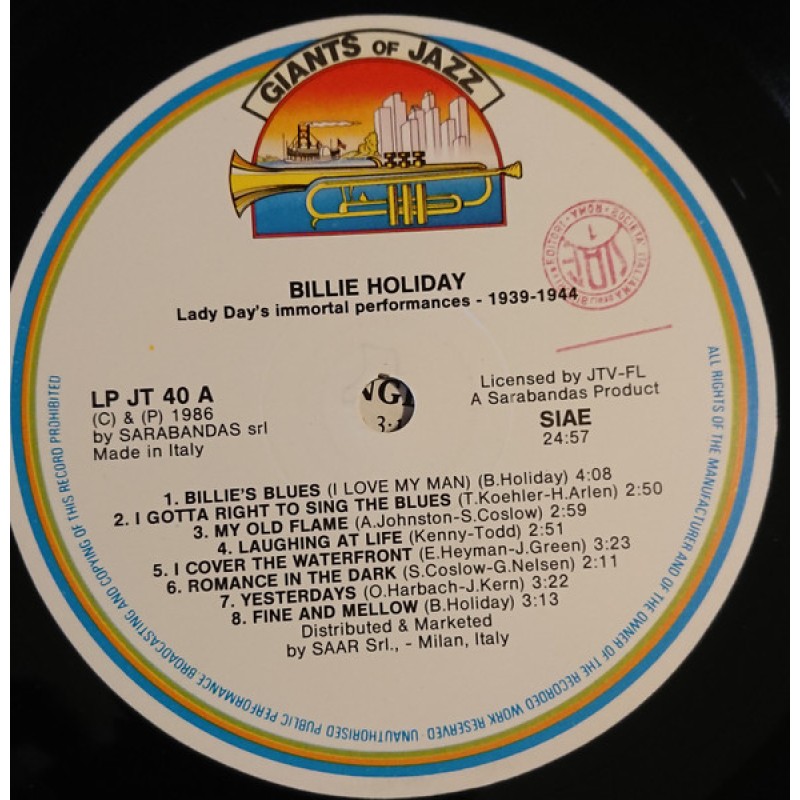 GIANTS OF JAZZ
BILLIE HOLIDAY
Lady Day's immortal performances - 1939-1944
LP JT 40 A
(C) & (P) 1986
by SARABANDAS srl
Made in Italy
Licensed by JTV-FL
A Sarabandas Product
SIAE
24:57
1. BILLIE'S BLUES (I LOVE MY MAN) (B.Holiday) 4:08
2. I GOTTA RIGHT TO SING THE BLUES (T.Koehler-H.Arlen) 2:50
3. MY OLD FLAME (A.Johnston-S.Coslow) 2:59
4. LAUGHING AT LIFE (Kenny-Todd) 2:51
5. I COVER THE WATERFRONT (E.Heyman-J.Green) 3:23
6. ROMANCE IN THE DARK (S.Coslow-G.Nelsen) 2:11
7. YESTERDAYS (O.Harbach-J.Kern) 3:22
8. FINE AND MELLOW (B.Holiday) 3:13
Distributed & Marketed
by SAAR Srl., - Milan, Italy
ALL RIGHTS OF THE MANUFACTURER AND OF THE OWNER OF THE RECORDED WORK RESERVED · UNAUTHORISED PUBLIC PERFORMANCE · BROADCASTING AND COPYING OF THIS RECORD PROHIBITED
SOCIETA ITALIANA EDITORI · ROMA
SIAE
1